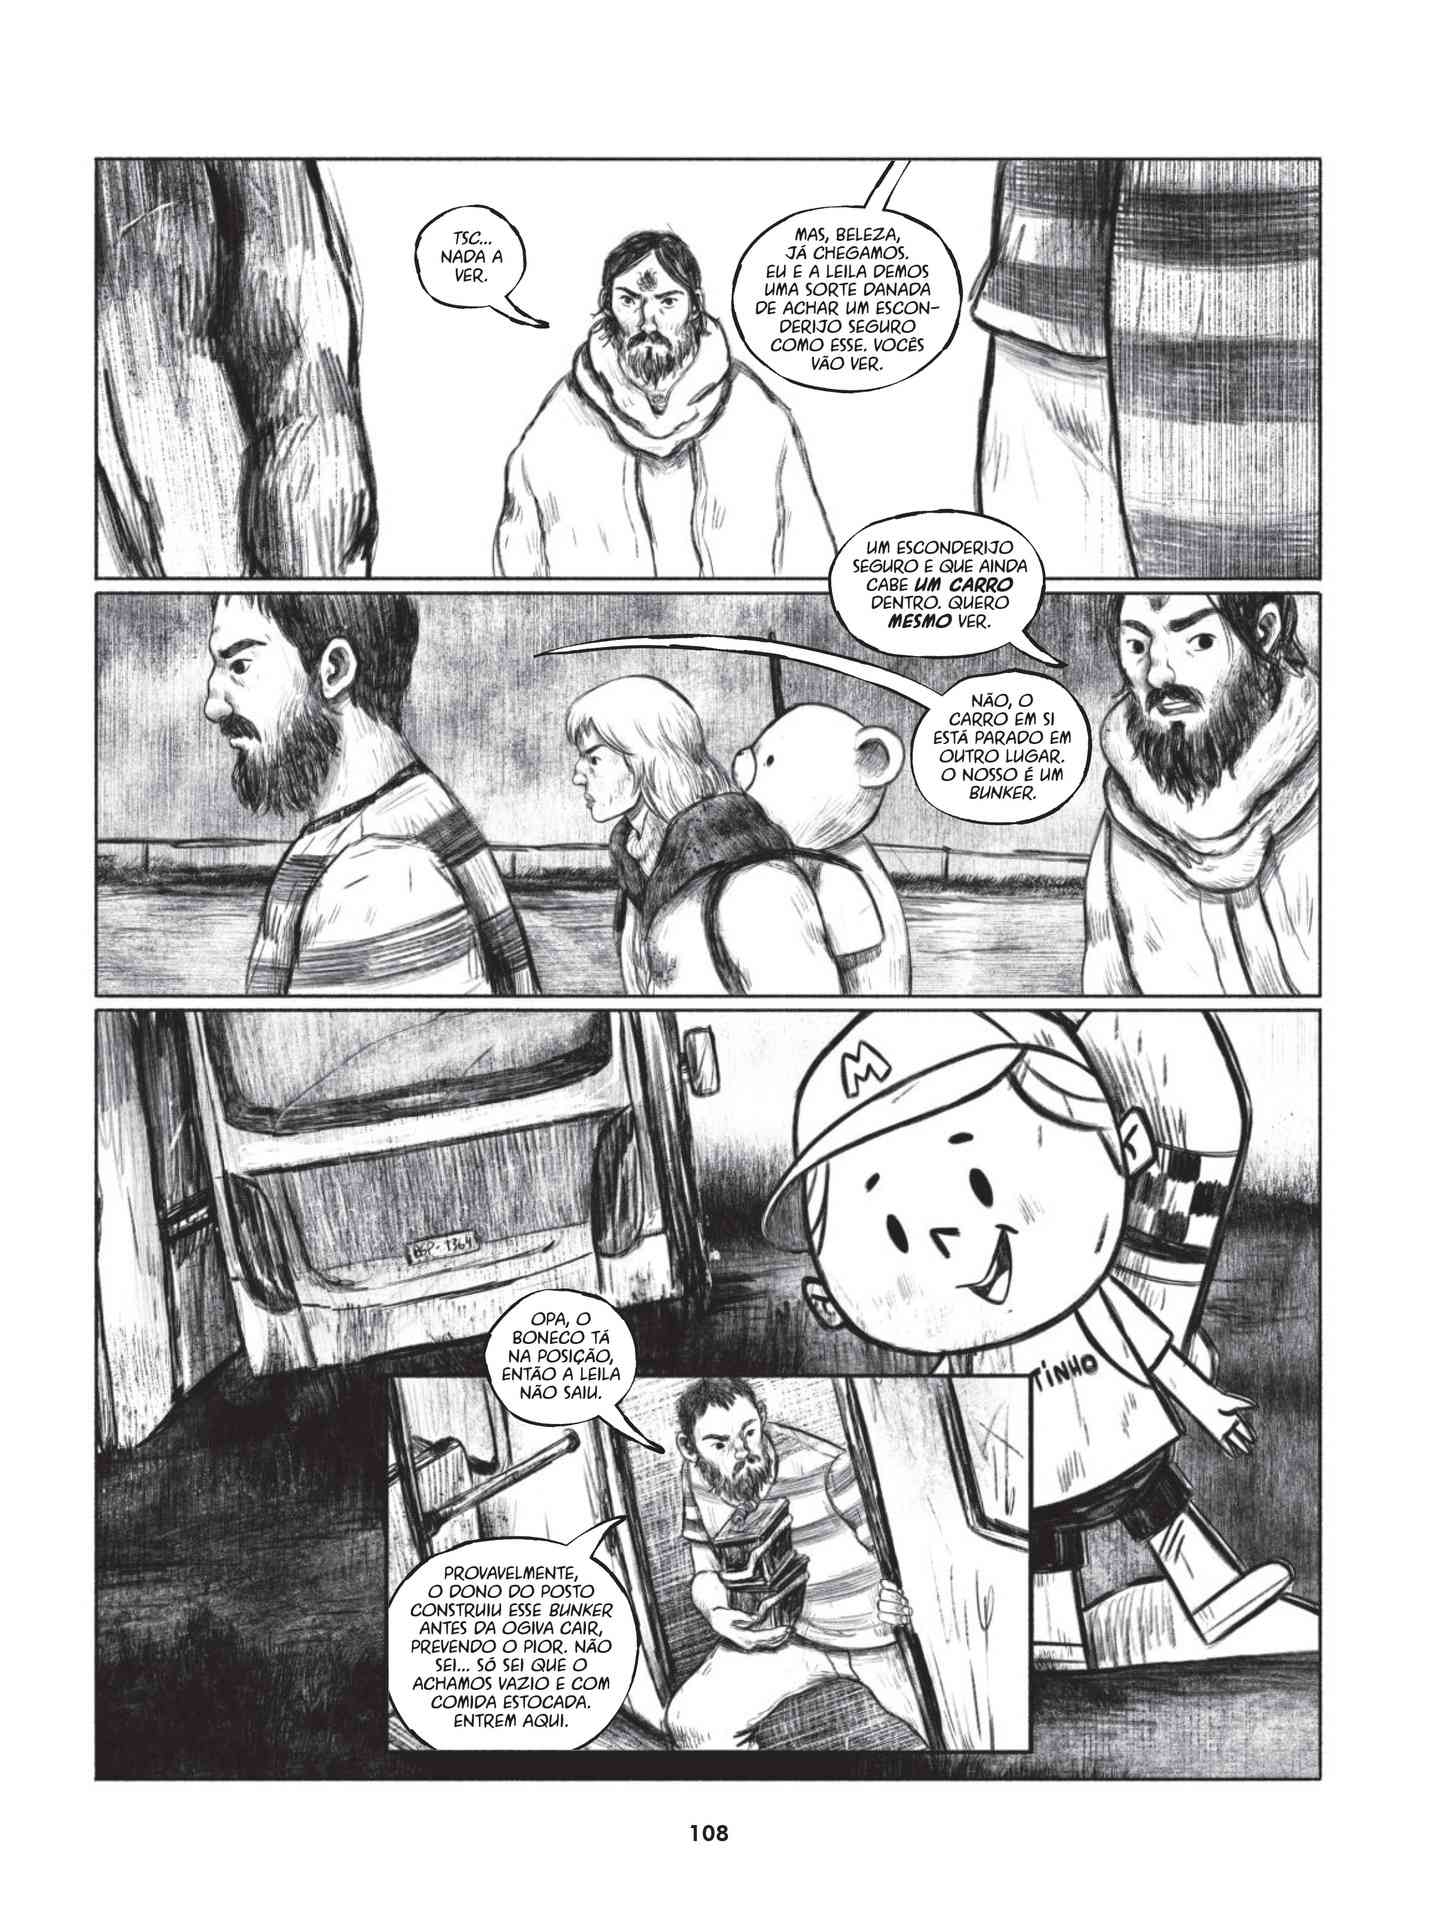 TSC...
NADA A
VER.
MAS, BELEZA,
JÁ CHEGAMOS.
EU E A LEILA DEMOS
UMA SORTE DANADA
DE ACHAR UM ESCON-
DERIJO SEGURO
COMO ESSE. VOCÊS
VÃO VER.
UM ESCONDERIJO
SEGURO E QUE AINDA
CABE UM CARRO
DENTRO. QUERO
MESMO VER.
NÃO, O
CARRO EM SI
ESTÁ PARADO EM
OUTRO LUGAR.
O NOSSO É UM
BUNKER.
M
TINHO
OPA, O
BONECO TÁ
NA POSIÇÃO,
ENTÃO A LEILA
NÃO SAIU.
PROVAVELMENTE,
O DONO DO POSTO
CONSTRUIU ESSE BUNKER
ANTES DA OGIVA CAIR,
PREVENDO O PIOR. NÃO
SEI... SÓ SEI QUE O
ACHAMOS VAZIO E COM
COMIDA ESTOCADA.
ENTREM AQUI.
108